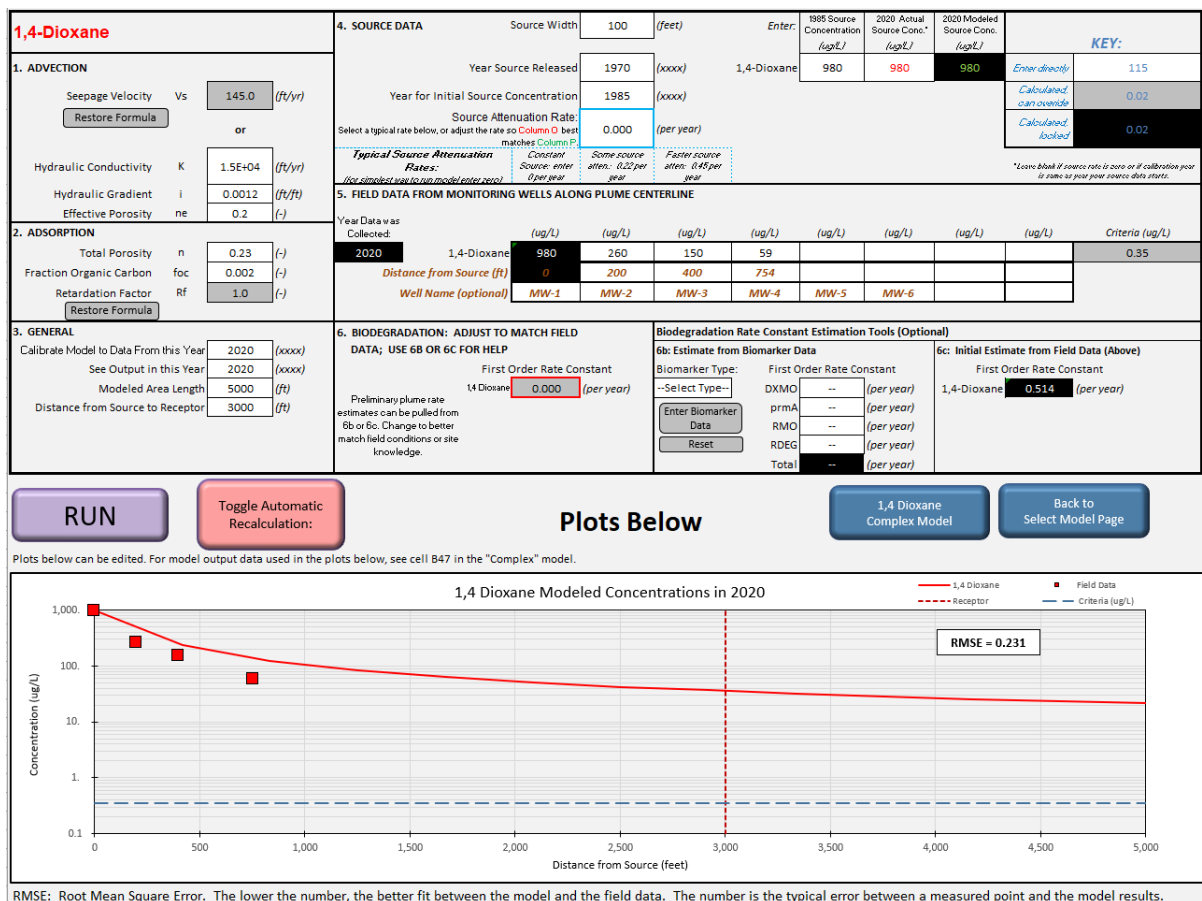 1,4-Dioxane
1. ADVECTION
Seepage Velocity Vs 145.0 (ft/yr)
Restore Formula
or
Hydraulic Conductivity K 1.5E+04 (ft/yr)
Hydraulic Gradient i 0.0012 (ft/ft)
Effective Porosity ne 0.2 (-)
2. ADSORPTION
Total Porosity n 0.23 (-)
Fraction Organic Carbon foc 0.002 (-)
Retardation Factor Rf 1.0 (-)
Restore Formula
3. GENERAL
Calibrate Model to Data From this Year 2020 (xxxx)
See Output in this Year 2020 (xxxx)
Modeled Area Length 5000 (ft)
Distance from Source to Receptor 3000 (ft)
4. SOURCE DATA Source Width 100 (feet) Enter:
1985 Source Concentration (ug/L)
2020 Actual Source Conc.* (ug/L)
2020 Modeled Source Conc. (ug/L)
Year Source Released 1970 (xxxx) 1,4-Dioxane 980 980 980
Year for Initial Source Concentration 1985 (xxxx)
Source Attenuation Rate:
Select a typical rate below, or adjust the rate so Column O best
matches Column P.
0.000 (per year)
Typical Source Attenuation
Rates:
(for simplest way to run model enter zero)
Constant
Source: enter
0 per year
Some source
atten.: 0.22 per
year
Faster source
atten: 0.45 per
year
KEY:
Enter directly 115
Calculated,
can overide
0.02
Calculated,
locked
0.02
*Leave blank if source rate is zero or if calibration year
is same as your year your source data starts.
5. FIELD DATA FROM MONITORING WELLS ALONG PLUME CENTERLINE
Year Data was
Collected:
(ug/L) (ug/L) (ug/L) (ug/L) (ug/L) (ug/L) (ug/L) (ug/L) Criteria (ug/L)
2020 1,4-Dioxane 980 260 150 59 0.35
Distance from Source (ft) 0 200 400 754
Well Name (optional) MW-1 MW-2 MW-3 MW-4 MW-5 MW-6
6. BIODEGRADATION: ADJUST TO MATCH FIELD
DATA; USE 6B OR 6C FOR HELP
First Order Rate Constant
1,4 Dioxane 0.000 (per year)
Preliminary plume rate
estimates can be pulled from
6b or 6c. Change to better
match field conditions or site
knowledge.
Biodegradation Rate Constant Estimation Tools (Optional)
6b: Estimate from Biomarker Data
Biomarker Type: First Order Rate Constant
--Select Type-- DXMO -- (per year)
Enter Biomarker
Data
prmA -- (per year)
RMO -- (per year)
Reset RDEG -- (per year)
Total -- (per year)
6c: Initial Estimate from Field Data (Above)
First Order Rate Constant
1,4-Dioxane 0.514 (per year)
RUN
Toggle Automatic
Recalculation:
Plots Below
1,4 Dioxane
Complex Model
Back to
Select Model Page
Plots below can be edited. For model output data used in the plots below, see cell B47 in the "Complex" model.
1,4 Dioxane Modeled Concentrations in 2020
1,4 Dioxane Field Data
Receptor Criteria (ug/L)
RMSE = 0.231
Concentration (ug/L)
1,000.
100.
10.
1.
0.1
0 500 1,500 2,000 2,500 3,000 3,500 4,000 4,500 5,000
Distance from Source (feet)
RMSE: Root Mean Square Error. The lower the number, the better fit between the model and the field data. The number is the typical error between a measured point and the model results.